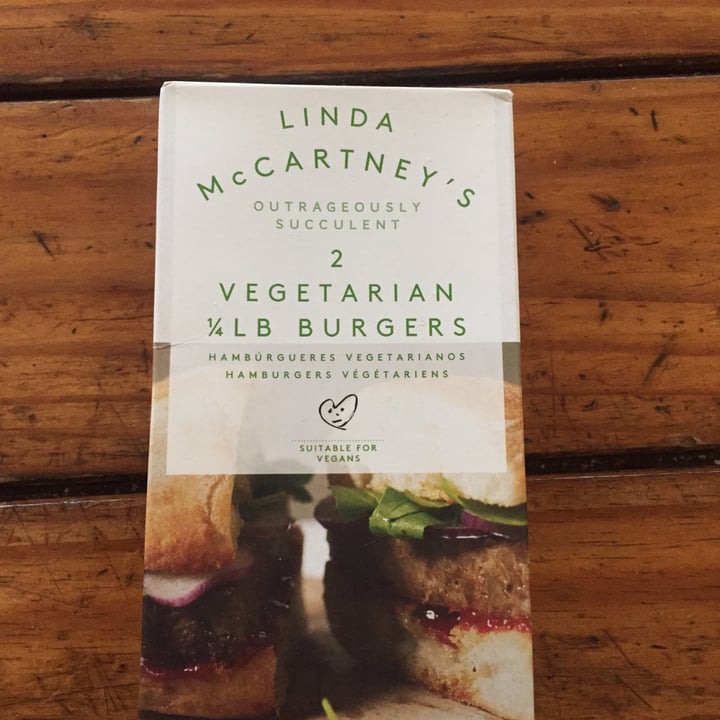 LINDA
McCARTNEY'S
OUTRAGEOUSLY
SUCCULENT
2
VEGETARIAN
¼LB BURGERS
HAMBÚRGUERES VEGETARIANOS
HAMBURGERS VÉGÉTARIENS
SUITABLE FOR
VEGANS